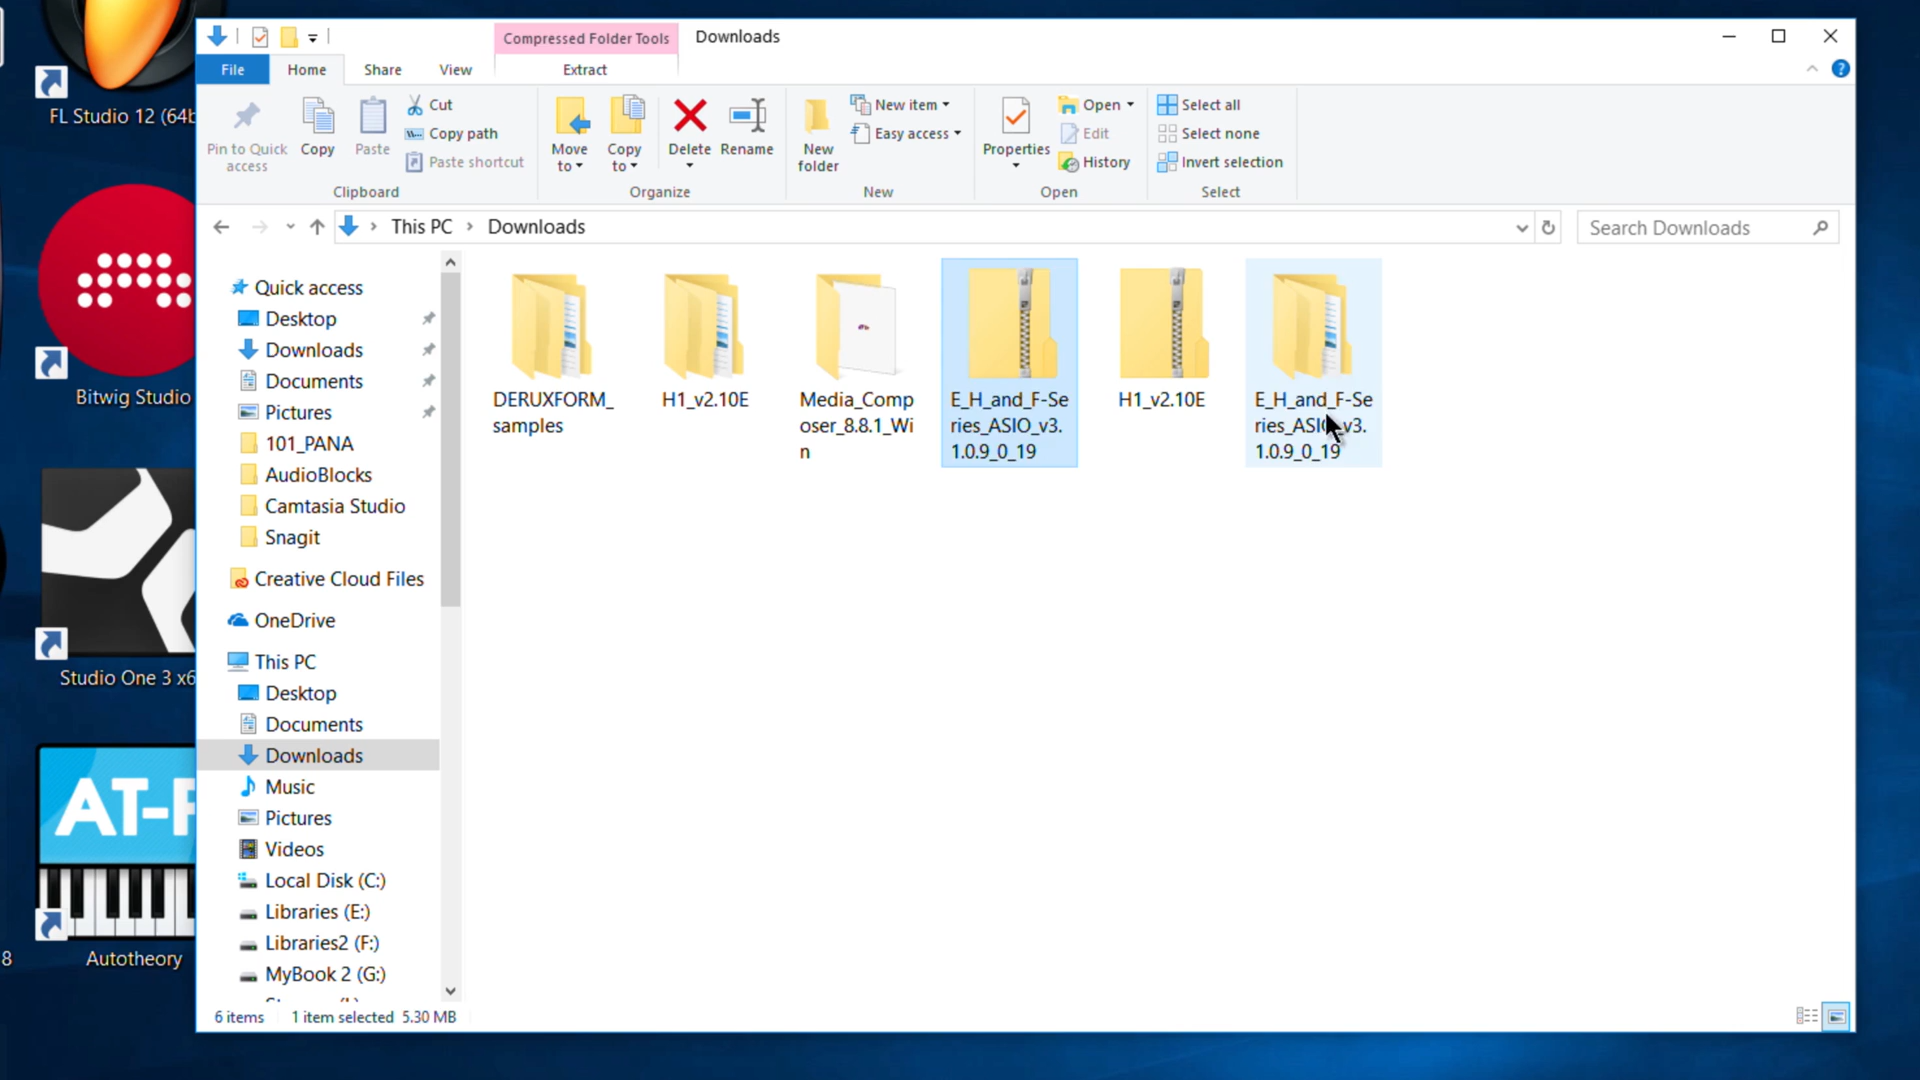 FL Studio 12 (64b
Bitwig Studio
Studio One 3 x6
AT-F
Autotheory
8
Compressed Folder Tools
Downloads
File
Home
Share
View
Extract
Pin to Quick
access
Copy
Paste
Cut
Copy path
Paste shortcut
Clipboard
Move
to
Copy
to
Delete
Rename
Organize
New
folder
New item
Easy access
New
Properties
Open
Edit
History
Open
Select all
Select none
Invert selection
Select
This PC
Downloads
Search Downloads
Quick access
Desktop
Downloads
Documents
Pictures
101_PANA
AudioBlocks
Camtasia Studio
Snagit
Creative Cloud Files
OneDrive
This PC
Desktop
Documents
Downloads
Music
Pictures
Videos
Local Disk (C:)
Libraries (E:)
Libraries2 (F:)
MyBook 2 (G:)
DERUXFORM_
samples
H1_v2.10E
Media_Comp
oser_8.8.1_Wi
n
E_H_and_F-Se
ries_ASIO_v3.
1.0.9_0_19
H1_v2.10E
E_H_and_F-Se
ries_ASIO_v3.
1.0.9_0_19
6 items
1 item selected 5.30 MB